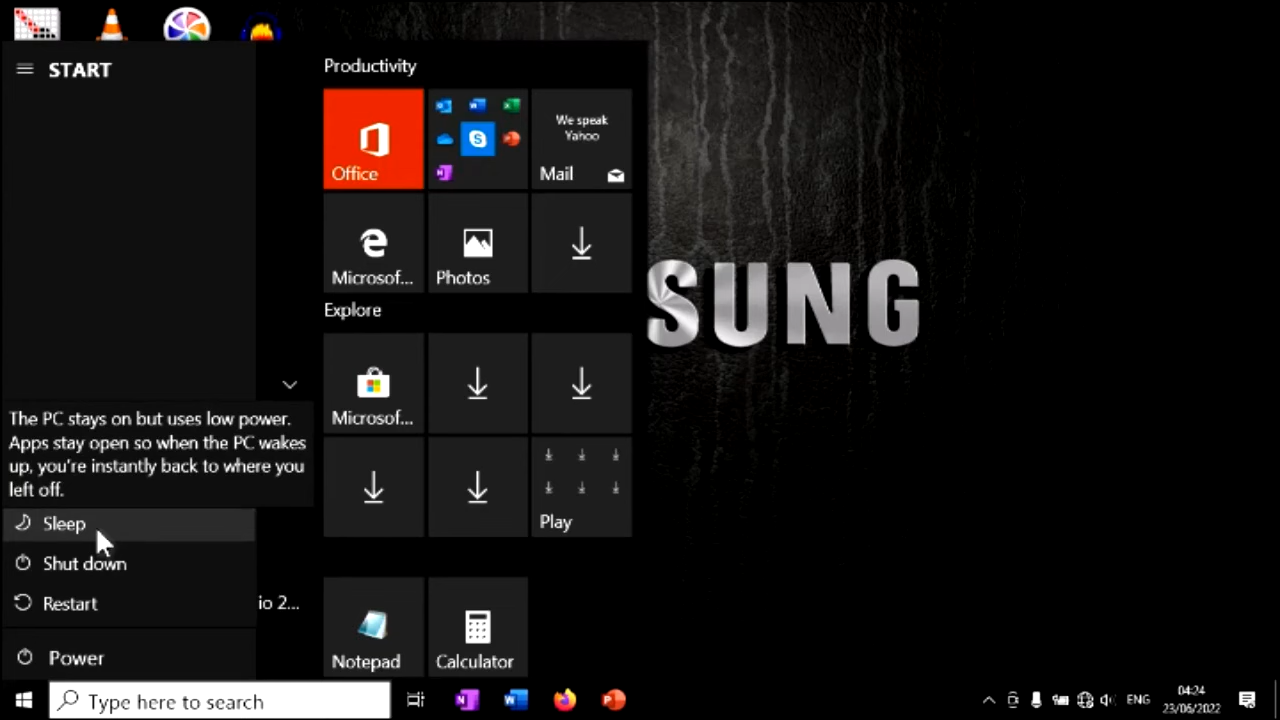 START
Productivity
Office
We speak
Yahoo
Mail
Microsof...
Photos
Explore
Microsof...
Play
Notepad
Calculator
SUNG
The PC stays on but uses low power.
Apps stay open so when the PC wakes
up, you're instantly back to where you
left off.
Sleep
Shut down
Restart
io 2...
Power
Type here to search
ENG
04:24
23/06/2022